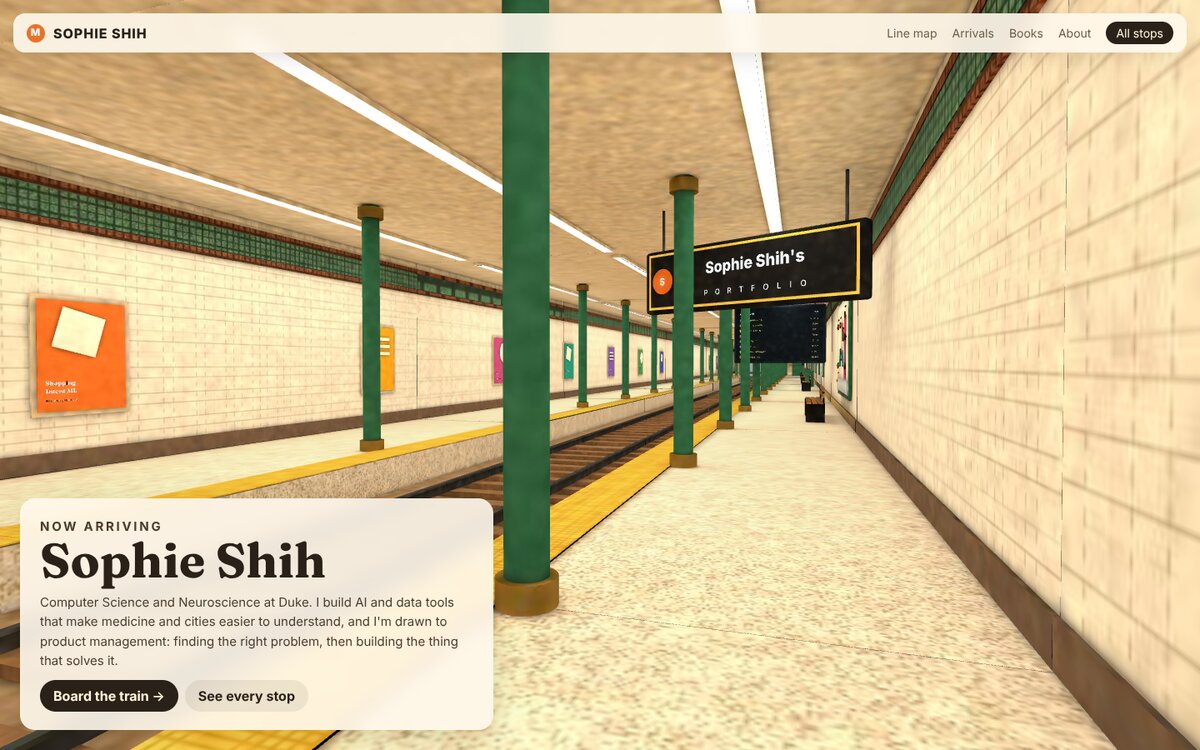 M SOPHIE SHIH
Line map Arrivals Books About All stops
Sophie Shih's
S
PORTFOLIO
Shopping
Intent ML
NOW ARRIVING
Sophie Shih
Computer Science and Neuroscience at Duke. I build AI and data tools
that make medicine and cities easier to understand, and I'm drawn to
product management: finding the right problem, then building the thing
that solves it.
Board the train →
See every stop